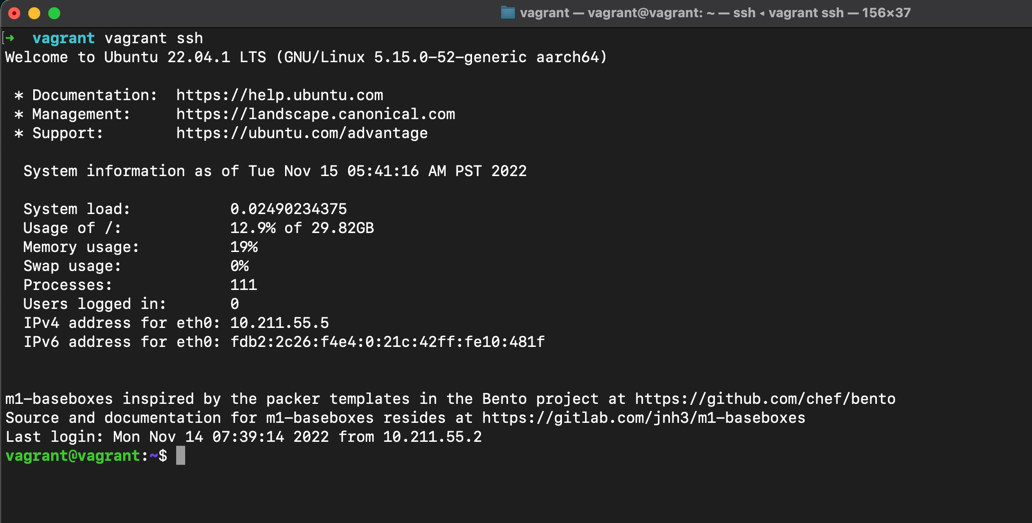 vagrant — vagrant@vagrant: ~ — ssh ◂ vagrant ssh — 156×37
[➜  vagrant vagrant ssh
Welcome to Ubuntu 22.04.1 LTS (GNU/Linux 5.15.0-52-generic aarch64)
 * Documentation:  https://help.ubuntu.com
 * Management:     https://landscape.canonical.com
 * Support:        https://ubuntu.com/advantage
  System information as of Tue Nov 15 05:41:16 AM PST 2022
  System load:           0.02490234375
  Usage of /:            12.9% of 29.82GB
  Memory usage:          19%
  Swap usage:            0%
  Processes:             111
  Users logged in:       0
  IPv4 address for eth0: 10.211.55.5
  IPv6 address for eth0: fdb2:2c26:f4e4:0:21c:42ff:fe10:481f
m1-baseboxes inspired by the packer templates in the Bento project at https://github.com/chef/bento
Source and documentation for m1-baseboxes resides at https://gitlab.com/jnh3/m1-baseboxes
Last login: Mon Nov 14 07:39:14 2022 from 10.211.55.2
vagrant@vagrant:~$